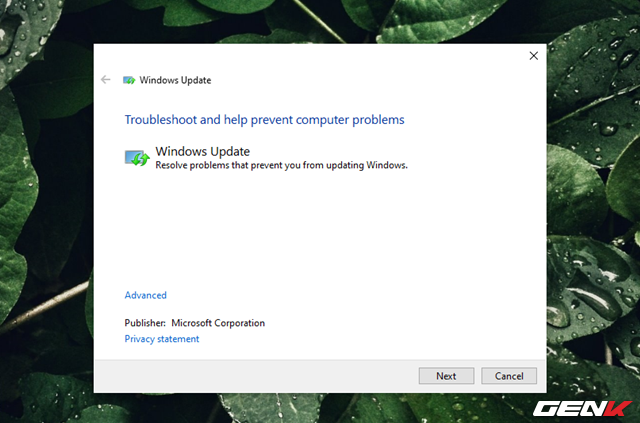 Windows Update
Troubleshoot and help prevent computer problems
Windows Update
Resolve problems that prevent you from updating Windows.
Advanced
Publisher: Microsoft Corporation
Privacy statement
Next Cancel
GENK